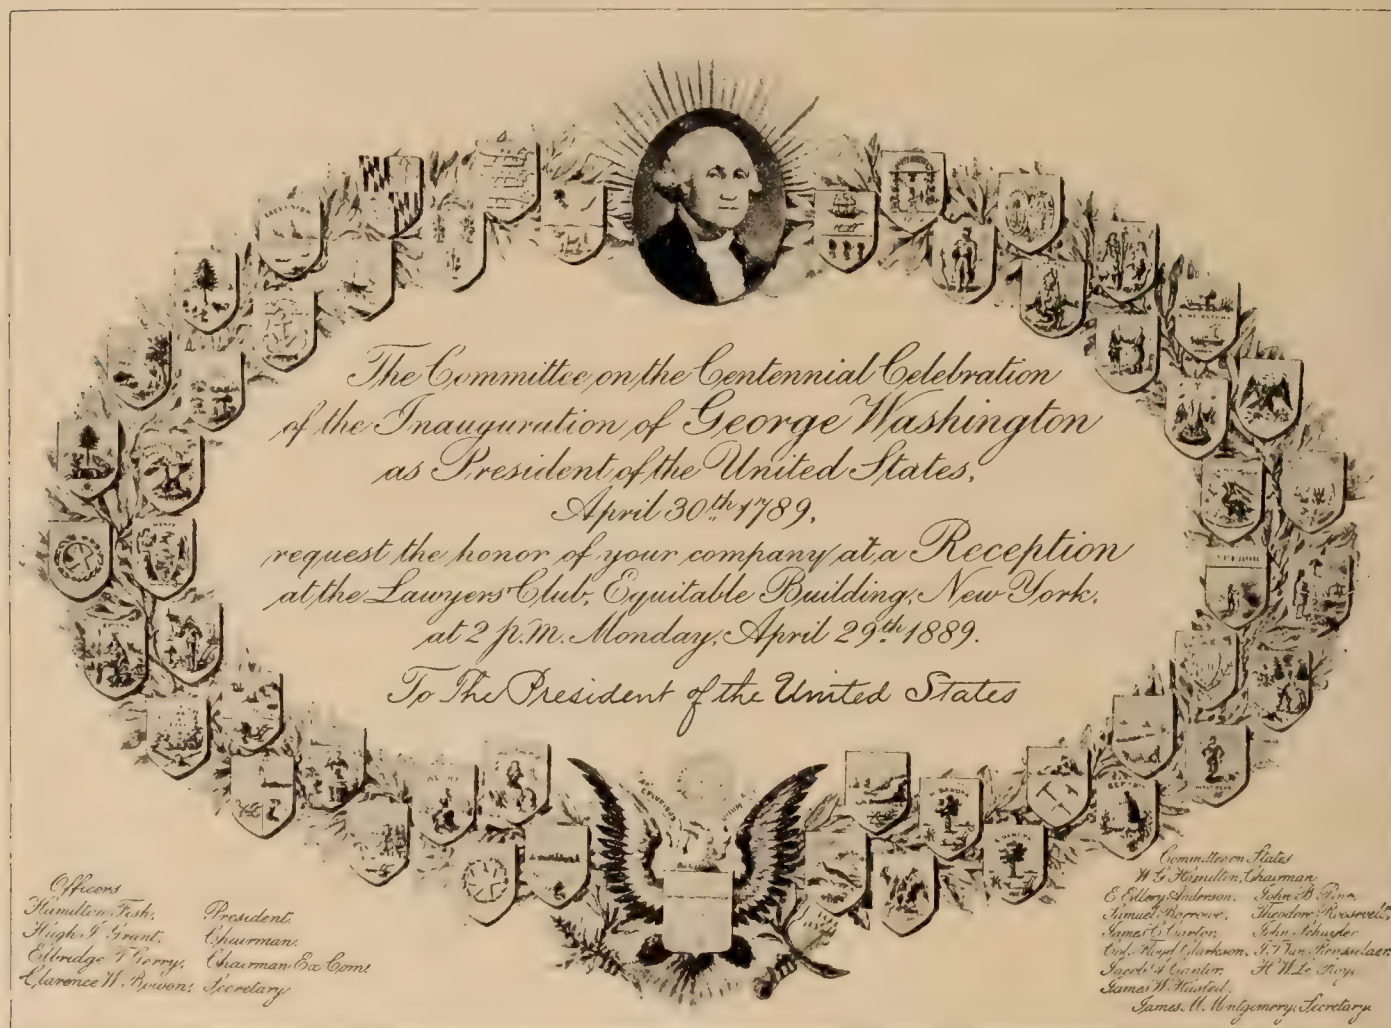 The Committee on the Centennial Celebration
of the Inauguration of George Washington
as President of the United States,
April 30th 1789,
request the honor of your company at a Reception
at the Lawyers' Club, Equitable Building, New York,
at 2 p.m. Monday, April 29th 1889.
To The President of the United States
E PLURIBUS UNUM
Officers
Hamilton Fish, President.
Hugh J. Grant, Chairman.
Elbridge T. Gerry, Chairman Ex Com.
Clarence W. Bowen, Secretary
Committee on States
W. G. Hamilton, Chairman
E. Ellery Anderson, John B. Pine,
Samuel Borrowe, Theodore Roosevelt,
James C. Carter, John Schuyler
Col. Floyd Clarkson, J. Van Rensselaer,
Jacob A. Cantor, H. W. Le Roy,
James W. Husted,
James M. Montgomery, Secretary